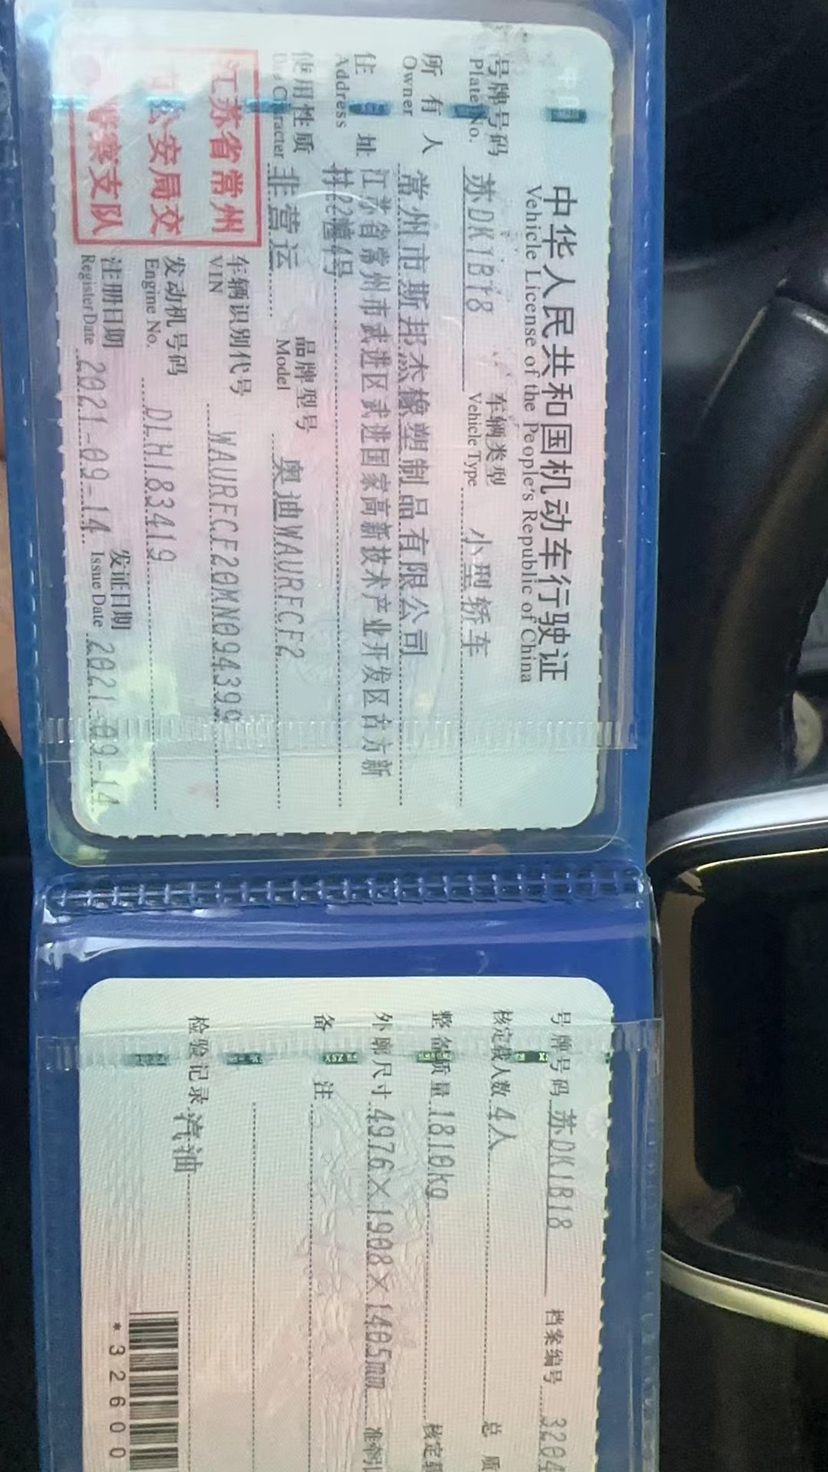 中华人民共和国机动车行驶证
Vehicle License of the People's Republic of China
号牌号码 苏DK1B18 车辆类型 小型轿车
Plate No. Vehicle Type
所有人 常州市斯邦杰橡塑制品有限公司
Owner
住址 江苏省常州市武进区武进国家高新技术产业开发区古方新
Address 村22幢4号
使用性质 非营运 品牌型号 奥迪WAURFCF2
Character Model
江苏省常州
车辆识别代号 WAURFCF20MN094399
VIN
公安局交
发动机号码 DLH183419
Engine No.
警察支队
注册日期 2021-09-14 发证日期 2021-09-14
Register Date Issue Date
号牌号码 苏DK1B18 档案编号 3204
核定载人数 4人 总质
整备质量 1810kg 核定载
外廓尺寸 4976×1908×1405mm 准牵引
备注
检验记录 汽油
*32600